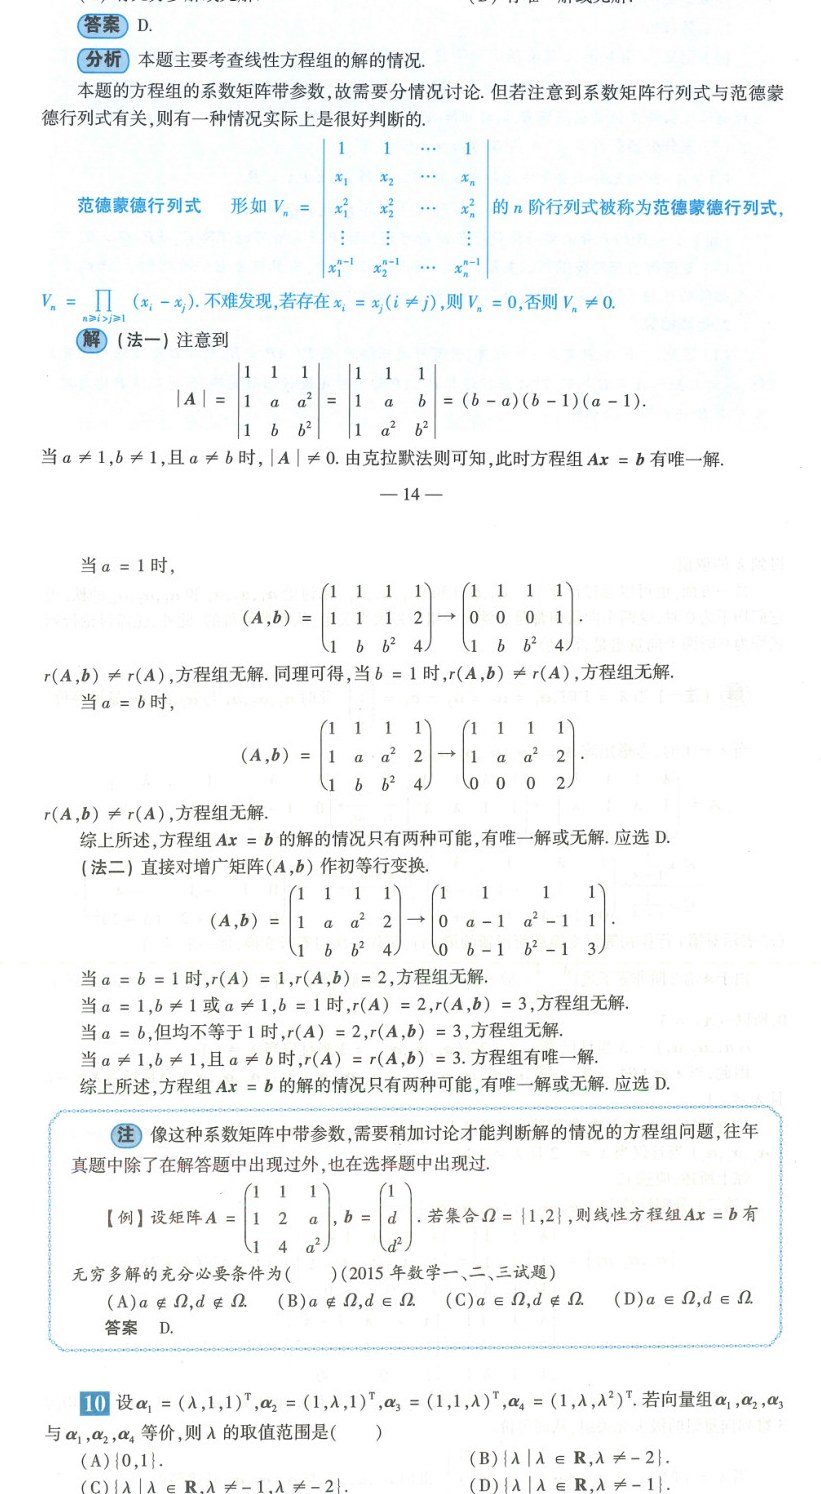 答案 D.
分析 本题主要考查线性方程组的解的情况.
本题的方程组的系数矩阵带参数,故需要分情况讨论. 但若注意到系数矩阵行列式与范德蒙
德行列式有关,则有一种情况实际上是很好判断的.
范德蒙德行列式 形如 Vₙ = | 1 1 ⋯ 1 ; x₁ x₂ ⋯ xₙ ; x₁² x₂² ⋯ xₙ² ; ⋮ ⋮ ⋮ ; x₁ⁿ⁻¹ x₂ⁿ⁻¹ ⋯ xₙⁿ⁻¹ | 的 n 阶行列式被称为范德蒙德行列式,
Vₙ = ∏ n≥i>j≥1 (xᵢ − xⱼ). 不难发现,若存在 xᵢ = xⱼ(i ≠ j),则 Vₙ = 0,否则 Vₙ ≠ 0.
解 (法一) 注意到
|A| = | 1 1 1 ; 1 a a² ; 1 b b² | = | 1 1 1 ; 1 a b ; 1 a² b² | = (b − a)(b − 1)(a − 1).
当 a ≠ 1,b ≠ 1,且 a ≠ b 时,|A| ≠ 0. 由克拉默法则可知,此时方程组 Ax = b 有唯一解.
— 14 —
当 a = 1 时,
(A,b) = ( 1 1 1 1 ; 1 1 1 2 ; 1 b b² 4 ) → ( 1 1 1 1 ; 0 0 0 1 ; 1 b b² 4 ).
r(A,b) ≠ r(A),方程组无解. 同理可得,当 b = 1 时,r(A,b) ≠ r(A),方程组无解.
当 a = b 时,
(A,b) = ( 1 1 1 1 ; 1 a a² 2 ; 1 b b² 4 ) → ( 1 1 1 1 ; 1 a a² 2 ; 0 0 0 2 ).
r(A,b) ≠ r(A),方程组无解.
综上所述,方程组 Ax = b 的解的情况只有两种可能,有唯一解或无解. 应选 D.
(法二) 直接对增广矩阵(A,b) 作初等行变换.
(A,b) = ( 1 1 1 1 ; 1 a a² 2 ; 1 b b² 4 ) → ( 1 1 1 1 ; 0 a − 1 a² − 1 1 ; 0 b − 1 b² − 1 3 ).
当 a = b = 1 时,r(A) = 1,r(A,b) = 2,方程组无解.
当 a = 1,b ≠ 1 或 a ≠ 1,b = 1 时,r(A) = 2,r(A,b) = 3,方程组无解.
当 a = b,但均不等于 1 时,r(A) = 2,r(A,b) = 3,方程组无解.
当 a ≠ 1,b ≠ 1,且 a ≠ b 时,r(A) = r(A,b) = 3. 方程组有唯一解.
综上所述,方程组 Ax = b 的解的情况只有两种可能,有唯一解或无解. 应选 D.
注 像这种系数矩阵中带参数,需要稍加讨论才能判断解的情况的方程组问题,往年
真题中除了在解答题中出现过外,也在选择题中出现过.
【例】设矩阵 A = ( 1 1 1 ; 1 2 a ; 1 4 a² ), b = ( 1 ; d ; d² ). 若集合 Ω = {1,2},则线性方程组 Ax = b 有
无穷多解的充分必要条件为( )(2015 年数学一、二、三试题)
(A)a ∉ Ω,d ∉ Ω. (B)a ∉ Ω,d ∈ Ω. (C)a ∈ Ω,d ∉ Ω. (D)a ∈ Ω,d ∈ Ω.
答案 D.
10 设 α₁ = (λ,1,1)ᵀ,α₂ = (1,λ,1)ᵀ,α₃ = (1,1,λ)ᵀ,α₄ = (1,λ,λ²)ᵀ. 若向量组 α₁,α₂,α₃
与 α₁,α₂,α₄ 等价,则 λ 的取值范围是( )
(A){0,1}. (B){λ | λ ∈ R,λ ≠ − 2}.
(C){λ | λ ∈ R,λ ≠ − 1,λ ≠ − 2}. (D){λ | λ ∈ R,λ ≠ − 1}.